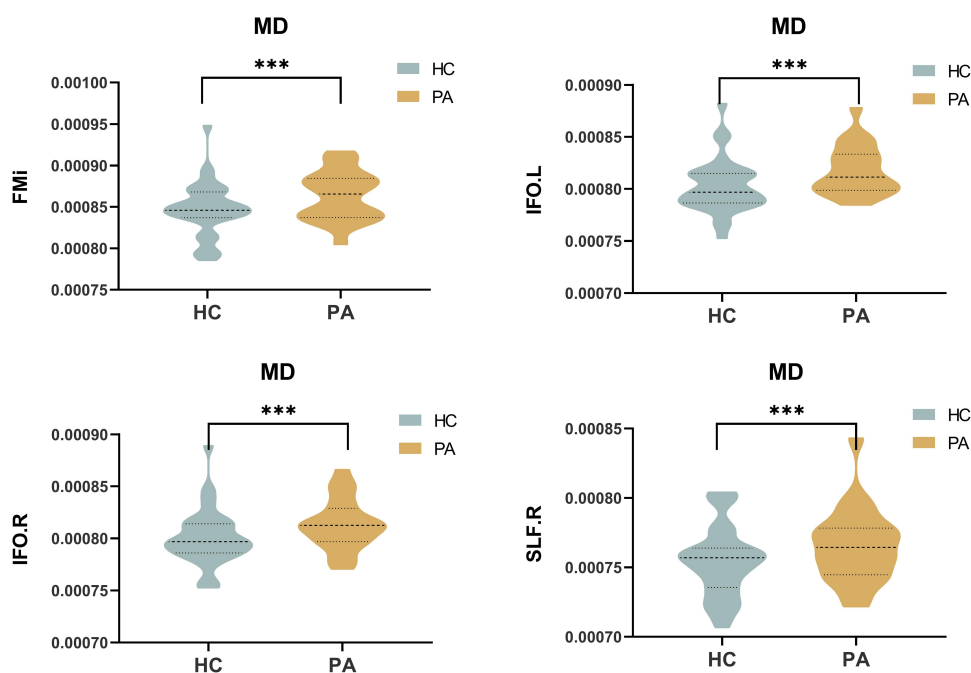 MD
***
HC
PA
FMi
0.00100
0.00095
0.00090
0.00085
0.00080
0.00075
HC PA
MD
***
HC
PA
IFO.L
0.00090
0.00085
0.00080
0.00075
0.00070
HC PA
MD
***
HC
PA
IFO.R
0.00090
0.00085
0.00080
0.00075
0.00070
HC PA
MD
***
HC
PA
SLF.R
0.00085
0.00080
0.00075
0.00070
HC PA